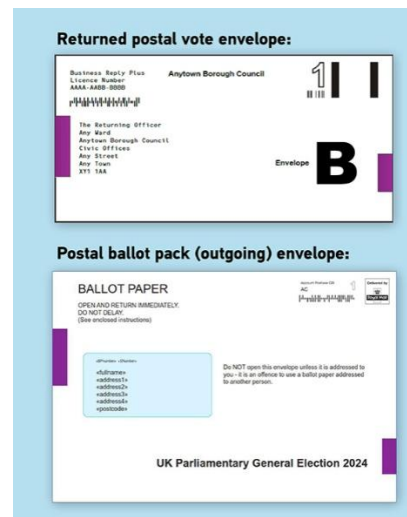 Returned postal vote envelope:
Business Reply Plus
Licence Number
AAAA-AABB-BBBB
Anytown Borough Council
1
The Returning Officer
Any Ward
Anytown Borough Council
Civic Offices
Any Street
Any Town
XY1 1AA
Envelope B
Postal ballot pack (outgoing) envelope:
BALLOT PAPER
OPEN AND RETURN IMMEDIATELY.
DO NOT DELAY.
(See enclosed instructions)
1
Delivered by
Royal Mail
<fullname>
<address1>
<address2>
<address3>
<address4>
<postcode>
Do NOT open this envelope unless it is addressed to
you - it is an offence to use a ballot paper addressed
to another person.
UK Parliamentary General Election 2024